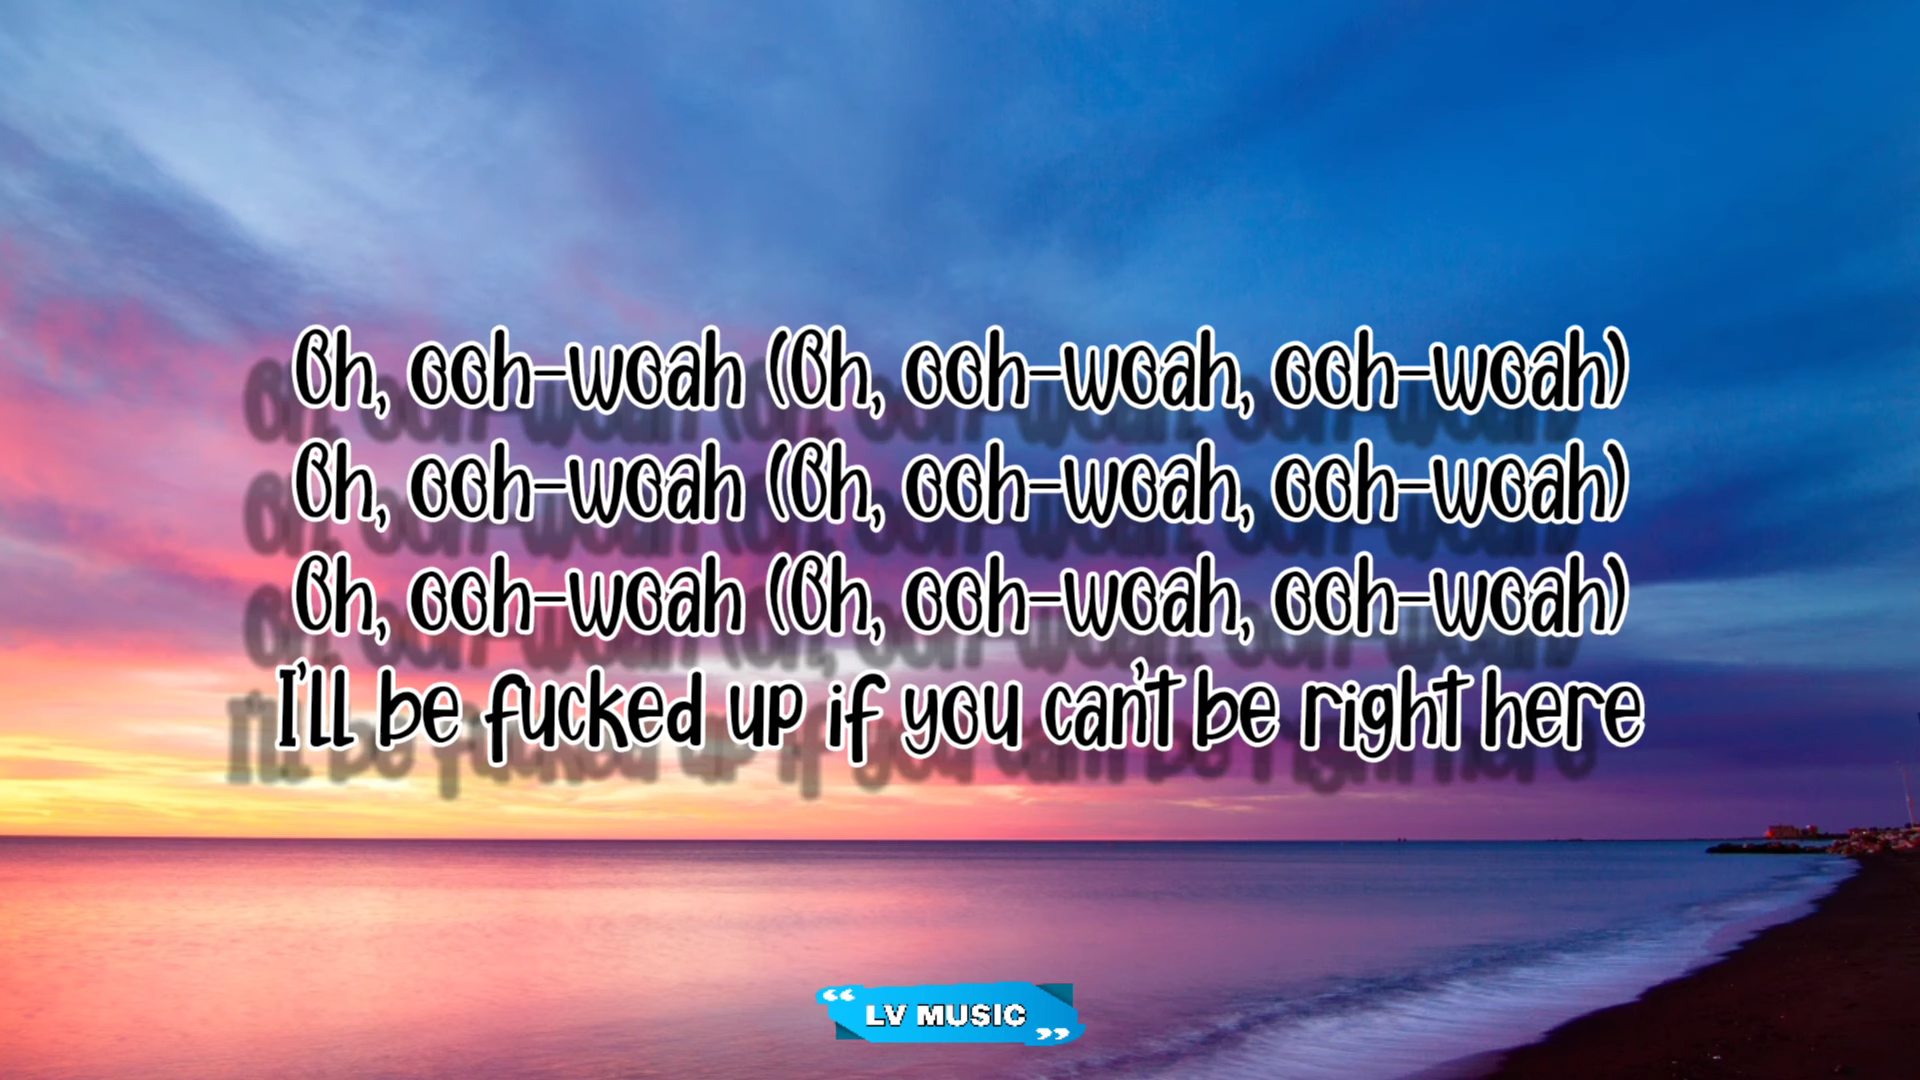 Oh, ooh-woah (Oh, ooh-woah, ooh-woah)
Oh, ooh-woah (Oh, ooh-woah, ooh-woah)
Oh, ooh-woah (Oh, ooh-woah, ooh-woah)
I'll be fucked up if you can't be right here
“ LV MUSIC ”